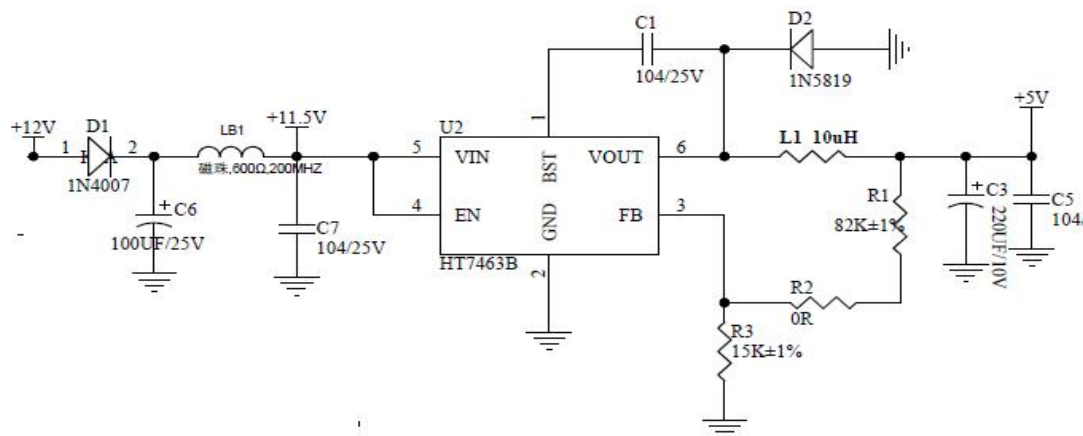 C1
104/25V
D2
1N5819
+12V
D1
1
2
1N4007
LB1
磁珠,600Ω,200MHZ
+11.5V
U2
1
5
VIN
BST
VOUT
6
L1 10uH
+5V
4
EN
GND
FB
3
HT7463B
2
C6
100UF/25V
C7
104/25V
R1
82K±1%
R2
0R
R3
15K±1%
C3
220UF/10V
C5
104/